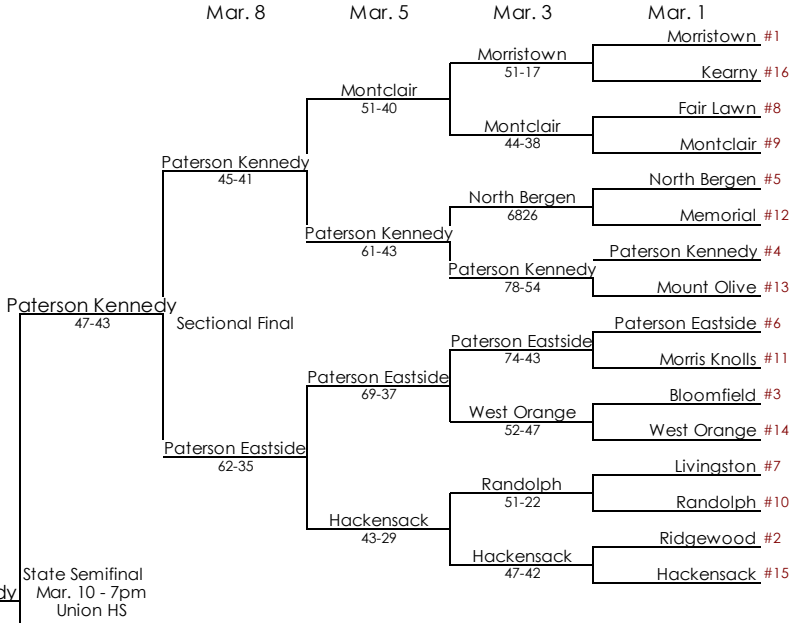 Mar. 8 Mar. 5 Mar. 3 Mar. 1
Morristown #1
Morristown
51-17
Kearny #16
Montclair
51-40
Fair Lawn #8
Montclair
44-38
Montclair #9
Paterson Kennedy
45-41
North Bergen #5
North Bergen
6826
Memorial #12
Paterson Kennedy
61-43
Paterson Kennedy #4
Paterson Kennedy
78-54
Mount Olive #13
Paterson Kennedy
47-43
Sectional Final
Paterson Eastside #6
Paterson Eastside
74-43
Morris Knolls #11
Paterson Eastside
69-37
Bloomfield #3
West Orange
52-47
West Orange #14
Paterson Eastside
62-35
Livingston #7
Randolph
51-22
Randolph #10
Hackensack
43-29
Ridgewood #2
Hackensack
47-42
Hackensack #15
State Semifinal
dy Mar. 10 - 7pm
Union HS